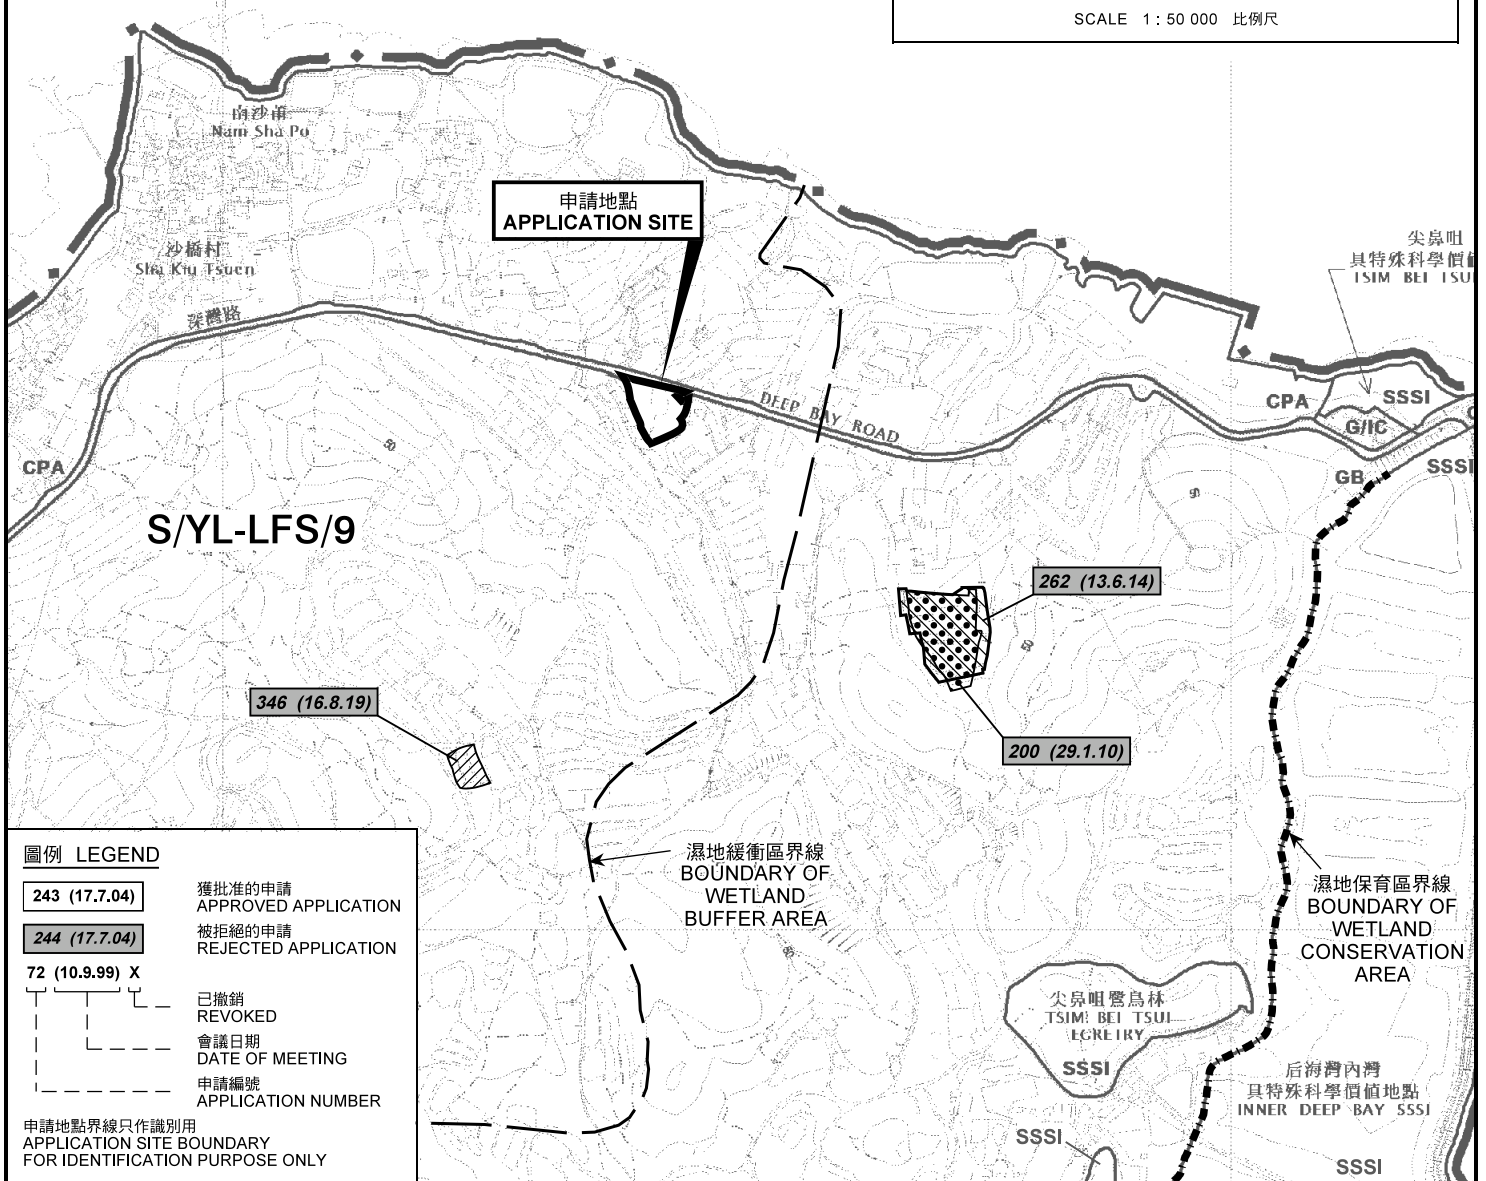 SCALE 1 : 50 000 比例尺
南沙莆
Nam Sha Po
申請地點
APPLICATION SITE
沙橋村
Sha Kiu Tsuen
深灣路
尖鼻咀
具特殊科學價值
TSIM BEI TSUI
DEEP BAY ROAD
CPA
SSSI
G/IC
GB
SSSI
CPA
50
S/YL-LFS/9
262 (13.6.14)
50
346 (16.8.19)
200 (29.1.10)
濕地緩衝區界線
BOUNDARY OF
WETLAND
BUFFER AREA
濕地保育區界線
BOUNDARY OF
WETLAND
CONSERVATION
AREA
尖鼻咀鷺鳥林
TSIM BEI TSUI
EGRETRY
SSSI
后海灣內灣
具特殊科學價值地點
INNER DEEP BAY SSSI
SSSI
SSSI
圖例 LEGEND
243 (17.7.04)
獲批准的申請
APPROVED APPLICATION
244 (17.7.04)
被拒絕的申請
REJECTED APPLICATION
72 (10.9.99) X
已撤銷
REVOKED
會議日期
DATE OF MEETING
申請編號
APPLICATION NUMBER
申請地點界線只作識別用
APPLICATION SITE BOUNDARY
FOR IDENTIFICATION PURPOSE ONLY